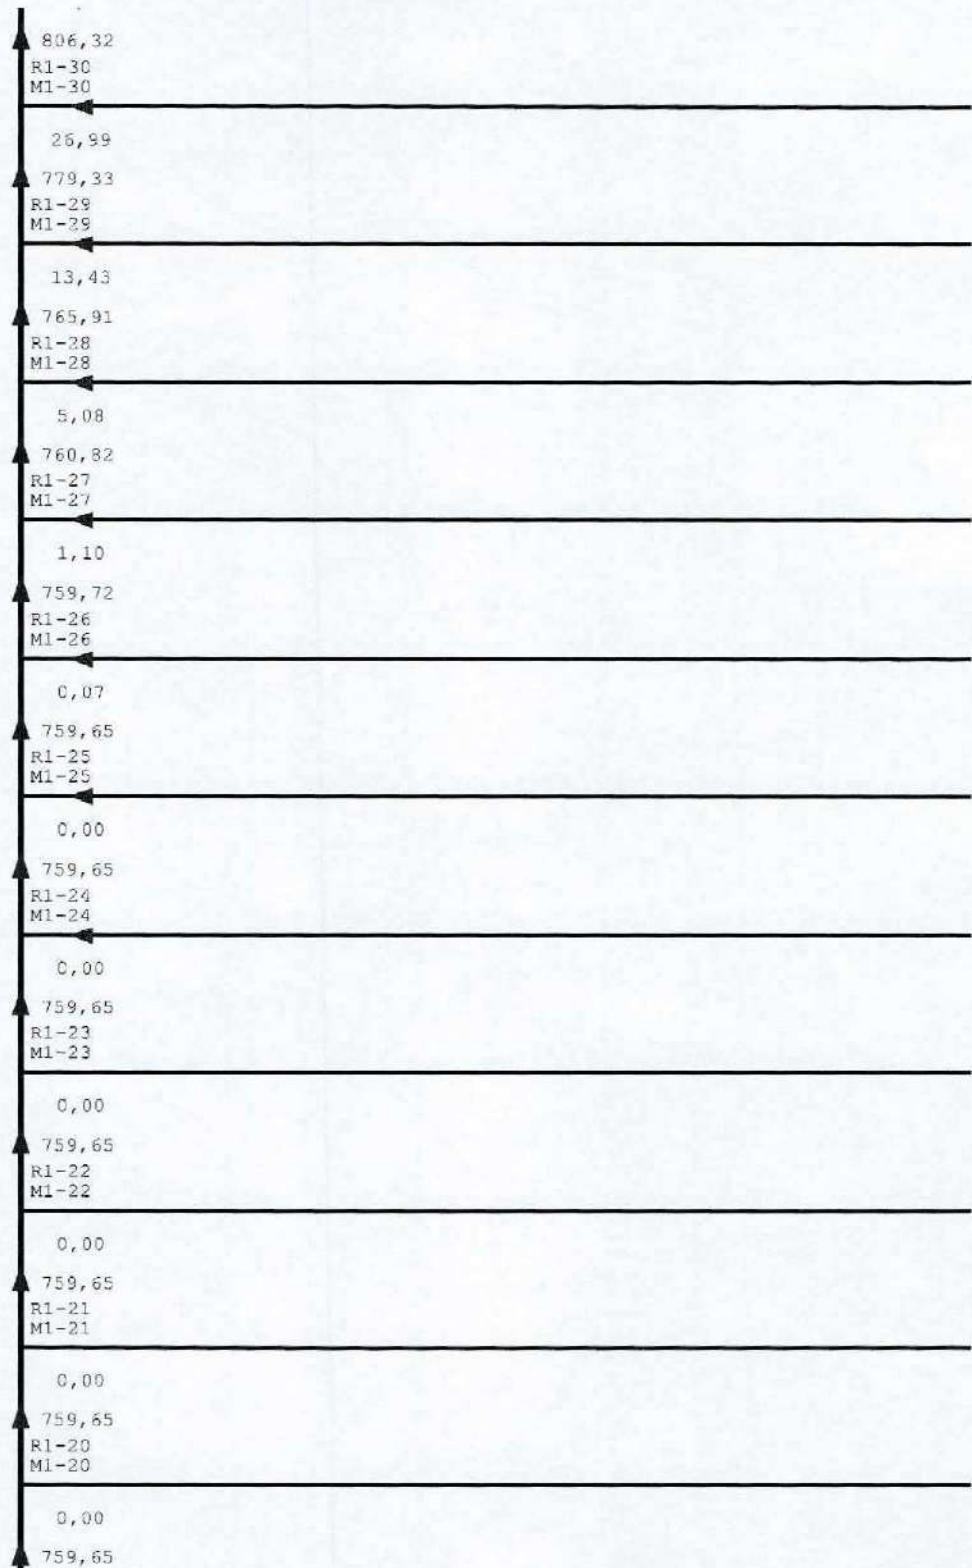 806,32
R1-30
M1-30
26,99
779,33
R1-29
M1-29
13,43
765,91
R1-28
M1-28
5,08
760,82
R1-27
M1-27
1,10
759,72
R1-26
M1-26
0,07
759,65
R1-25
M1-25
0,00
759,65
R1-24
M1-24
0,00
759,65
R1-23
M1-23
0,00
759,65
R1-22
M1-22
0,00
759,65
R1-21
M1-21
0,00
759,65
R1-20
M1-20
0,00
759,65